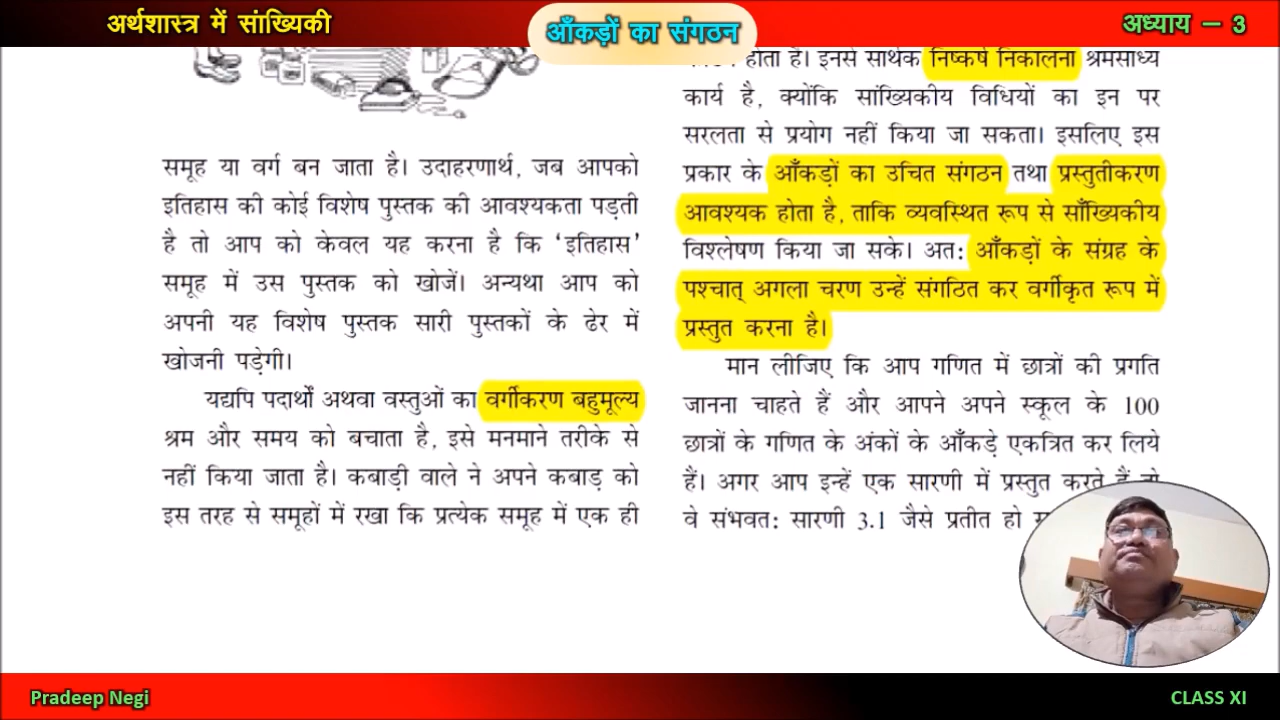 अर्थशास्त्र में सांख्यिकी
आँकड़ों का संगठन
अध्याय – 3
समूह या वर्ग बन जाता है। उदाहरणार्थ, जब आपको
इतिहास की कोई विशेष पुस्तक की आवश्यकता पड़ती
है तो आप को केवल यह करना है कि ‘इतिहास’
समूह में उस पुस्तक को खोजें। अन्यथा आप को
अपनी यह विशेष पुस्तक सारी पुस्तकों के ढेर में
खोजनी पड़ेगी।
यद्यपि पदार्थों अथवा वस्तुओं का वर्गीकरण बहुमूल्य
श्रम और समय को बचाता है, इसे मनमाने तरीके से
नहीं किया जाता है। कबाड़ी वाले ने अपने कबाड़ को
इस तरह से समूहों में रखा कि प्रत्येक समूह में एक ही
होता है। इनसे सार्थक निष्कर्ष निकालना श्रमसाध्य
कार्य है, क्योंकि सांख्यिकीय विधियों का इन पर
सरलता से प्रयोग नहीं किया जा सकता। इसलिए इस
प्रकार के आँकड़ों का उचित संगठन तथा प्रस्तुतीकरण
आवश्यक होता है, ताकि व्यवस्थित रूप से साँख्यिकीय
विश्लेषण किया जा सके। अत: आँकड़ों के संग्रह के
पश्चात् अगला चरण उन्हें संगठित कर वर्गीकृत रूप में
प्रस्तुत करना है।
मान लीजिए कि आप गणित में छात्रों की प्रगति
जानना चाहते हैं और आपने अपने स्कूल के 100
छात्रों के गणित के अंकों के आँकड़े एकत्रित कर लिये
हैं। अगर आप इन्हें एक सारणी में प्रस्तुत करते हैं तो
वे संभवत: सारणी 3.1 जैसे प्रतीत हो
Pradeep Negi
CLASS XI